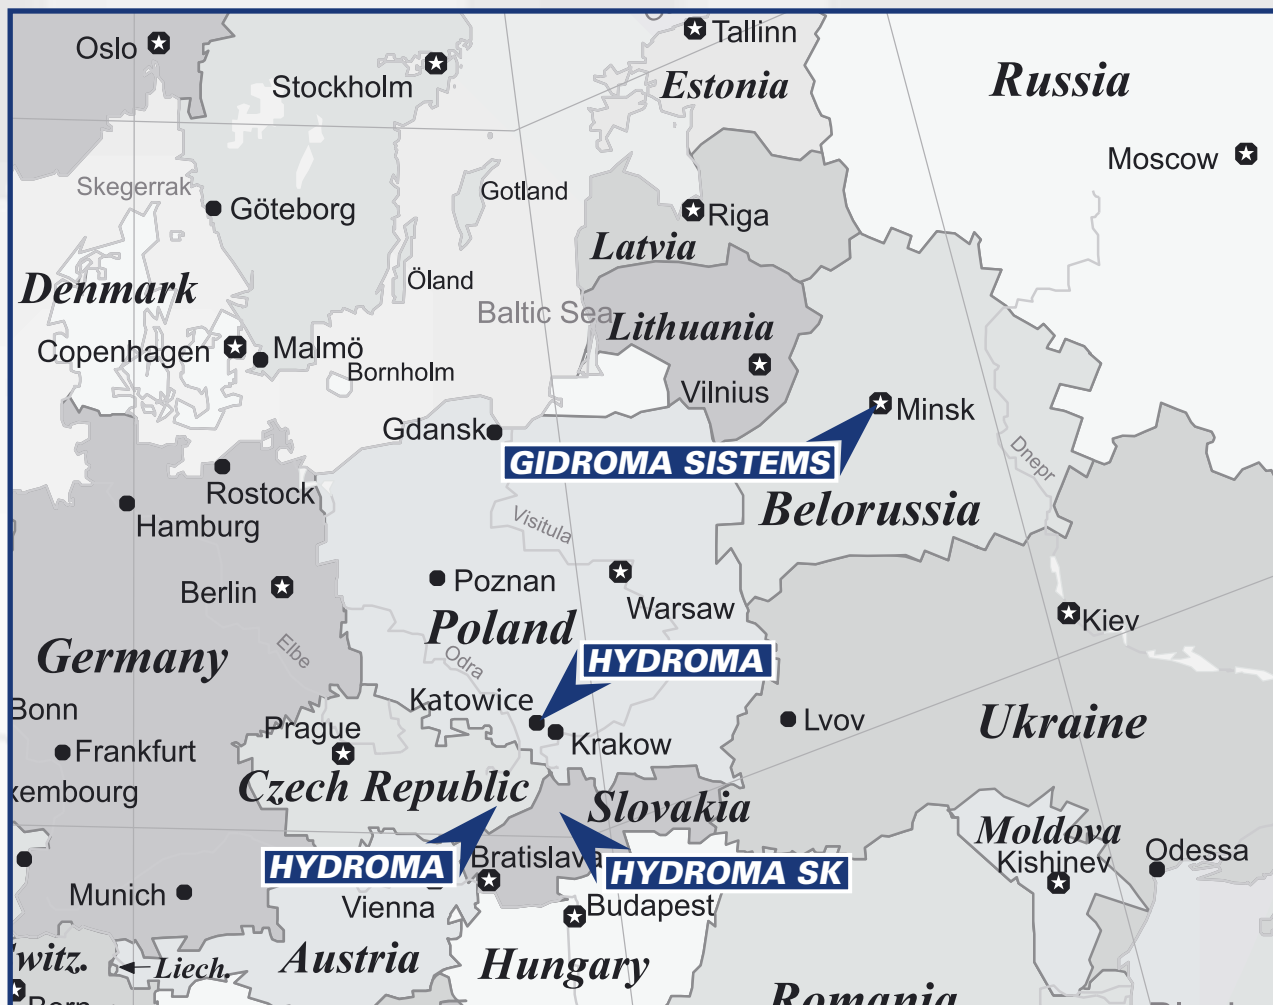 Oslo
Tallinn
Stockholm
Estonia
Russia
Moscow
Skegerrak
Gotland
Göteborg
Riga
Latvia
Denmark
Öland
Baltic Sea
Lithuania
Copenhagen
Malmö
Bornholm
Vilnius
Minsk
Gdansk
GIDROMA SISTEMS
Dnepr
Rostock
Hamburg
Belorussia
Visitula
Poznan
Berlin
Warsaw
Poland
Kiev
Elbe
Germany
Odra
HYDROMA
Katowice
Bonn
Prague
Krakow
Lvov
Ukraine
Frankfurt
Czech Republic
xembourg
Slovakia
Moldova
Kishinev
Odessa
HYDROMA
Bratislava
HYDROMA SK
Munich
Vienna
Budapest
witz.
Liech.
Austria
Hungary
Romania
Bern